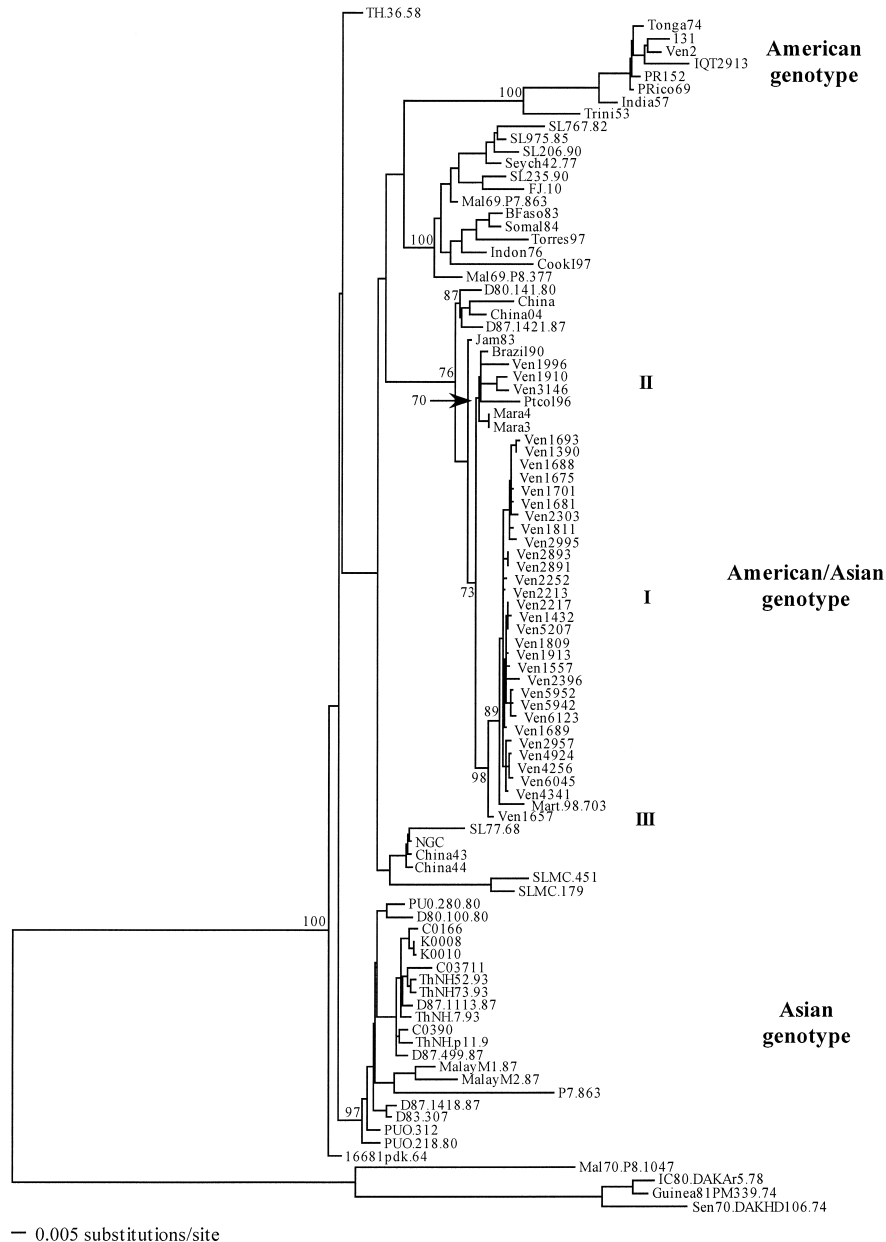 TH.36.58
Tonga74
131
Ven2
American
genotype
IQT2913
PR152
PRico69
100
India57
Trini53
SL767.82
SL975.85
SL206.90
Seych42.77
SL235.90
FJ.10
Mal69.P7.863
BFaso83
Somal84
100
Torres97
Indon76
CookI97
Mal69.P8.377
D80.141.80
87
China
China04
D87.1421.87
Jam83
Brazil90
Ven1996
76
Ven1910
II
Ven3146
70
Ptcol96
Mara4
Mara3
Ven1693
Ven1390
Ven1688
Ven1675
Ven1701
Ven1681
Ven2303
Ven1811
Ven2995
Ven2893
Ven2891
American/Asian
genotype
Ven2252
73
Ven2213
I
Ven2217
Ven1432
Ven5207
Ven1809
Ven1913
Ven1557
Ven2396
Ven5952
Ven5942
89
Ven6123
Ven1689
Ven2957
Ven4924
Ven4256
98
Ven6045
Ven4341
Mart.98.703
Ven1657
III
SL77.68
NGC
China43
China44
SLMC.451
SLMC.179
PU0.280.80
D80.100.80
100
C0166
K0008
K0010
C03711
ThNH52.93
ThNH73.93
D87.1113.87
Asian
genotype
ThNH.7.93
C0390
ThNH.p11.9
D87.499.87
MalayM1.87
MalayM2.87
P7.863
D87.1418.87
97
D83.307
PUO.312
PUO.218.80
16681pdk.64
Mal70.P8.1047
IC80.DAKAr5.78
Guinea81PM339.74
Sen70.DAKHD106.74
0.005 substitutions/site